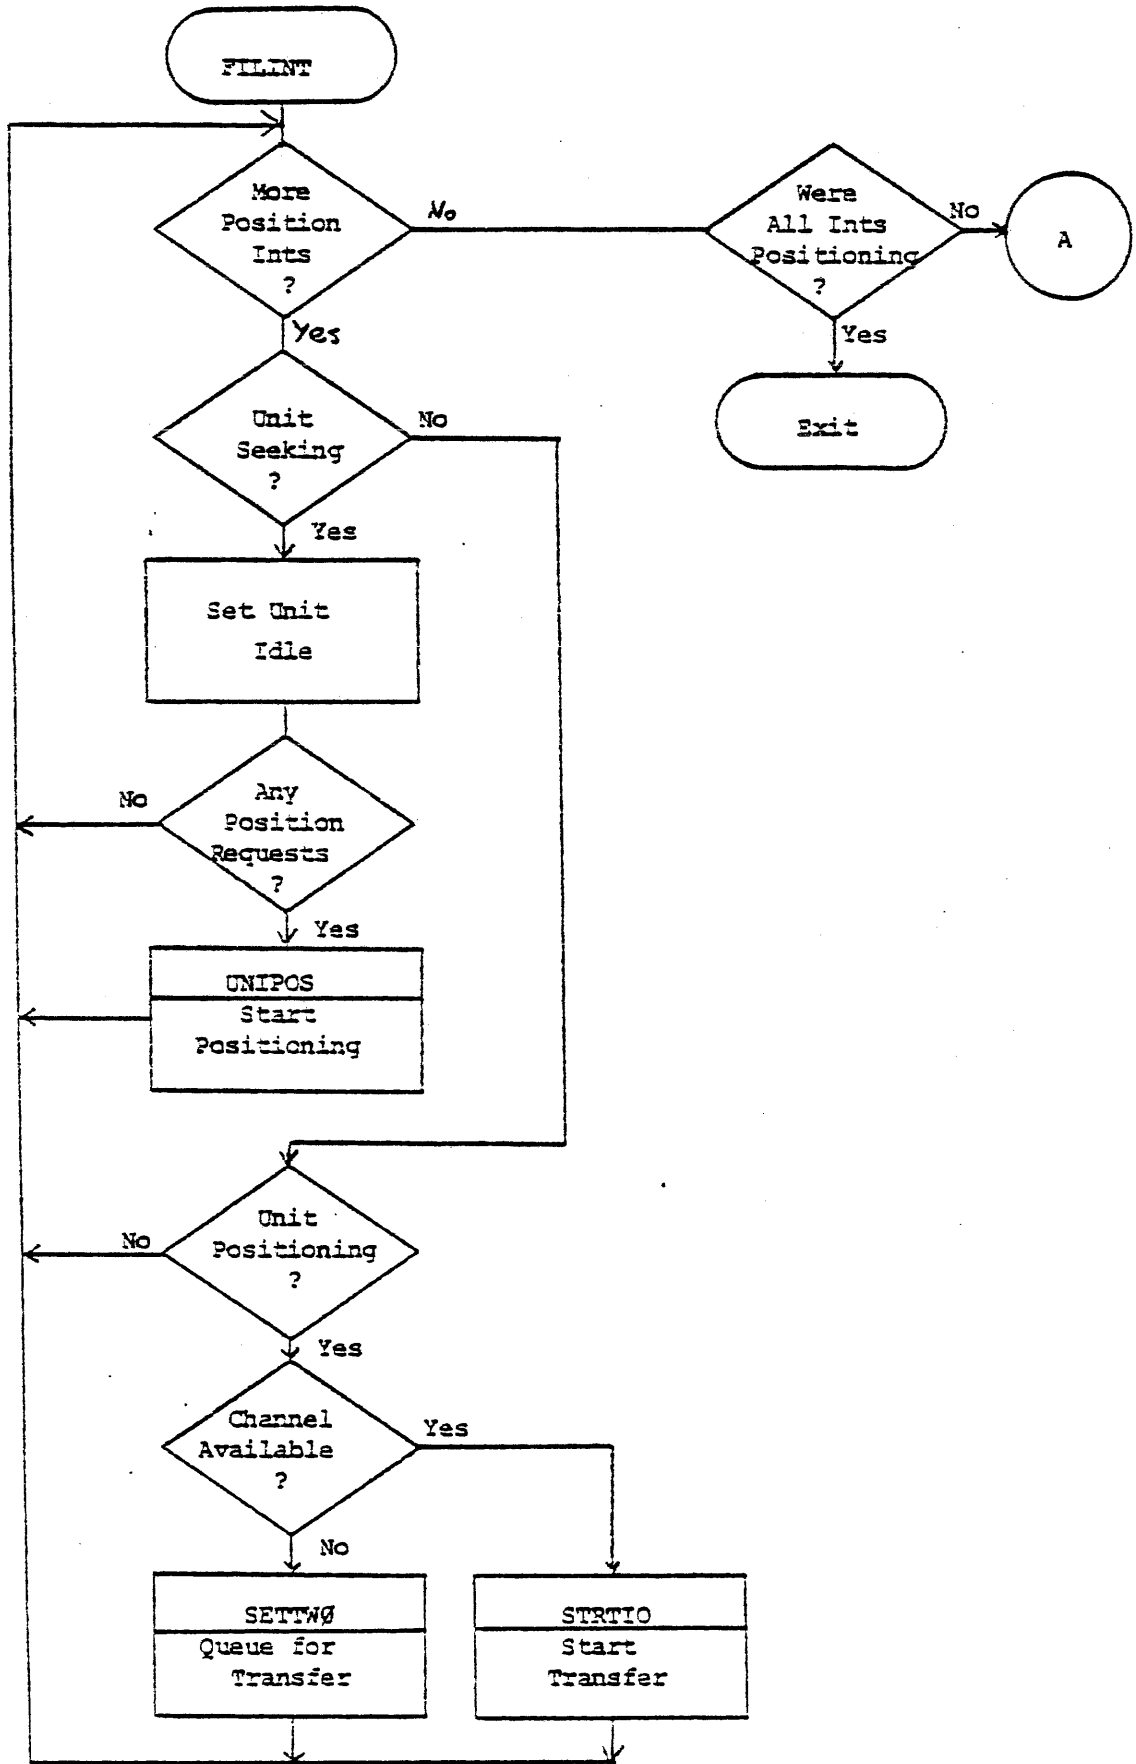 FILINT
More
Position
Ints
?
No
Were
All Ints
Positioning
?
No
A
Yes
Yes
Exit
Unit
Seeking
?
No
Yes
Set Unit
Idle
Any
Position
Requests
?
No
Yes
UNIPOS
Start
Positioning
Unit
Positioning
?
No
Yes
Channel
Available
?
Yes
No
SETTWØ
Queue for
Transfer
STRTIO
Start
Transfer